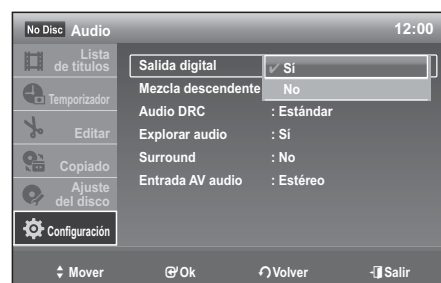 No Disc Audio 12:00
Lista
de títulos
Temporizador
Editar
Copiado
Ajuste
del disco
Configuración
Salida digital ✔ Sí
Mezcla descendente No
Audio DRC : Estándar
Explorar audio : Sí
Surround : No
Entrada AV audio : Estéreo
Mover Ok Volver Salir